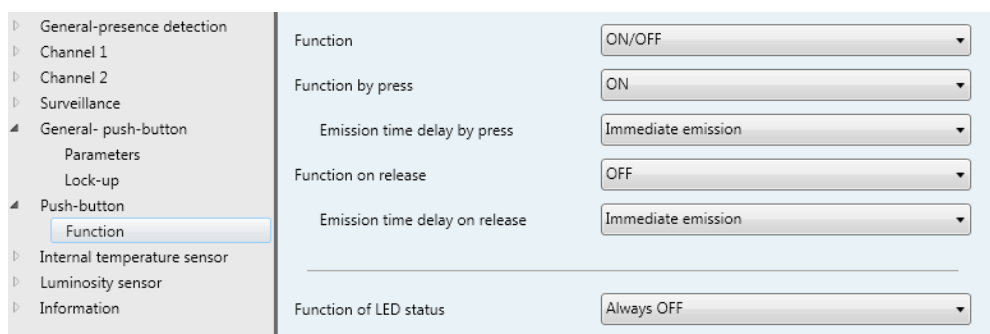 General-presence detection
Channel 1
Channel 2
Surveillance
General- push-button
Parameters
Lock-up
Push-button
Function
Internal temperature sensor
Luminosity sensor
Information
Function ON/OFF
Function by press ON
Emission time delay by press Immediate emission
Function on release OFF
Emission time delay on release Immediate emission
Function of LED status Always OFF